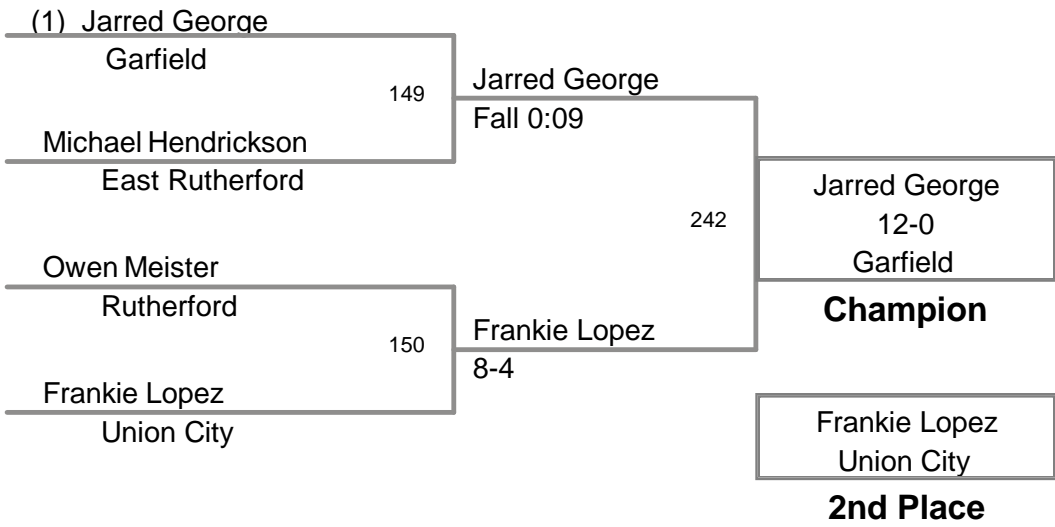 (1) Jarred George
Garfield
149
Jarred George
Fall 0:09
Michael Hendrickson
East Rutherford
242
Jarred George
12-0
Garfield
Champion
Owen Meister
Rutherford
150
Frankie Lopez
8-4
Frankie Lopez
Union City
Frankie Lopez
Union City
2nd Place